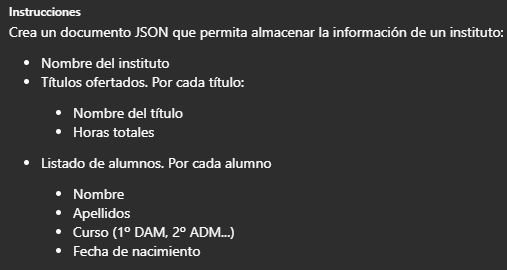 Instrucciones
Crea un documento JSON que permita almacenar la información de un instituto:
• Nombre del instituto
• Títulos ofertados. Por cada título:
• Nombre del título
• Horas totales
• Listado de alumnos. Por cada alumno
• Nombre
• Apellidos
• Curso (1º DAM, 2º ADM...)
• Fecha de nacimiento